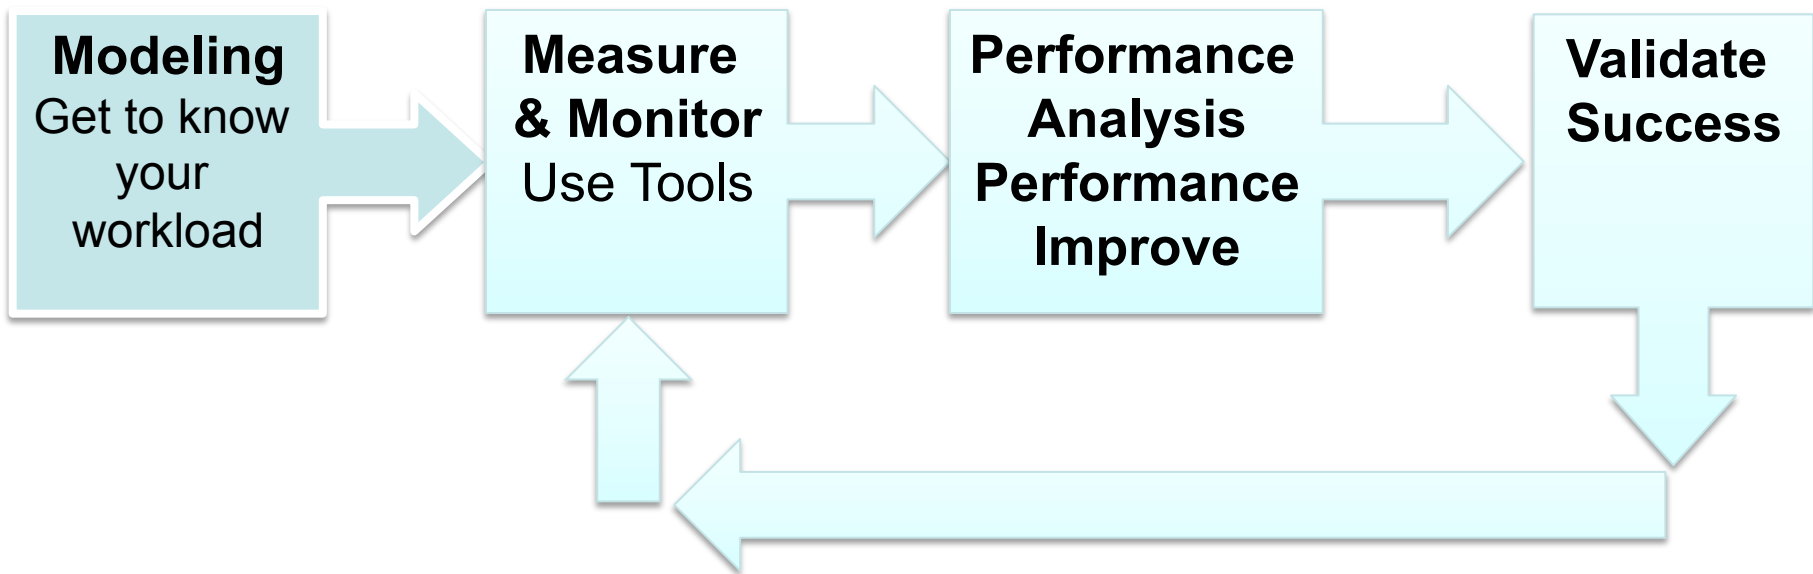 Modeling
Get to know
your
workload
Measure
& Monitor
Use Tools
Performance
Analysis
Performance
Improve
Validate
Success